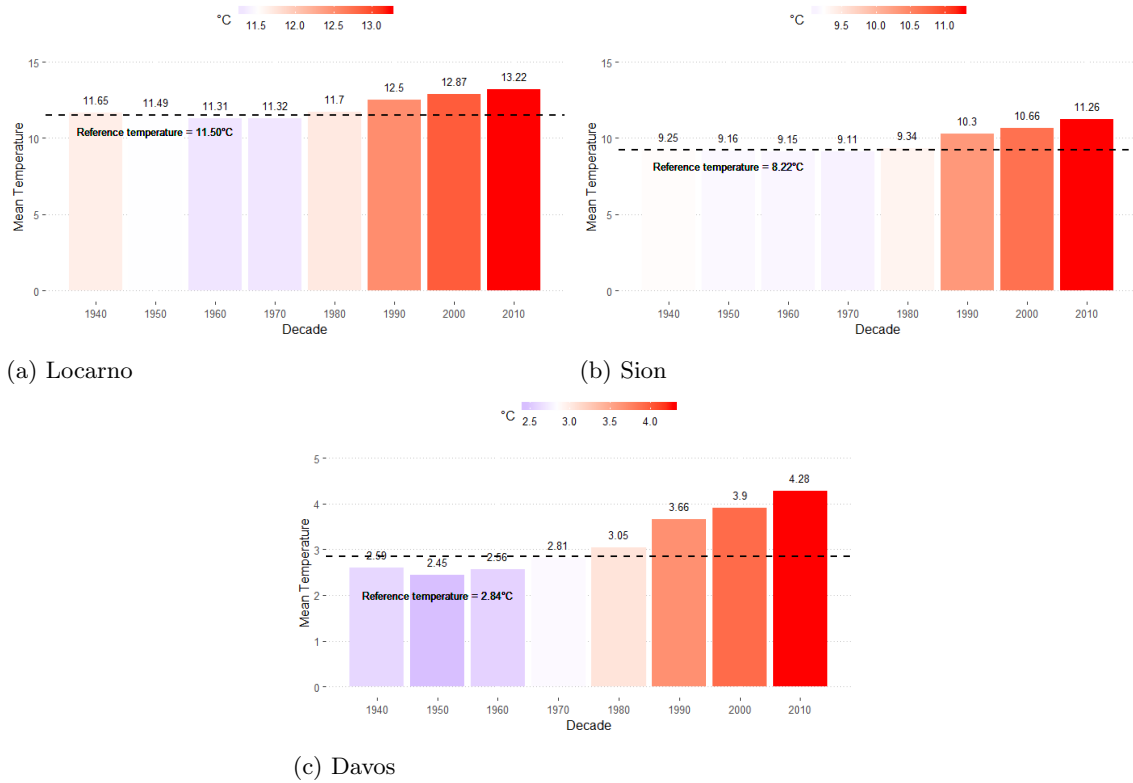 °C
11.5 12.0 12.5 13.0
Mean Temperature
15
10
5
0
11.65 11.49 11.31 11.32 11.7 12.5 12.87 13.22
Reference temperature = 11.50°C
1940 1950 1960 1970 1980 1990 2000 2010
Decade
(a) Locarno
°C
9.5 10.0 10.5 11.0
Mean Temperature
15
10
5
0
9.25 9.16 9.15 9.11 9.34 10.3 10.66 11.26
Reference temperature = 8.22°C
1940 1950 1960 1970 1980 1990 2000 2010
Decade
(b) Sion
°C
2.5 3.0 3.5 4.0
Mean Temperature
5
4
3
2
1
0
2.59 2.45 2.56 2.81 3.05 3.66 3.9 4.28
Reference temperature = 2.84°C
1940 1950 1960 1970 1980 1990 2000 2010
Decade
(c) Davos